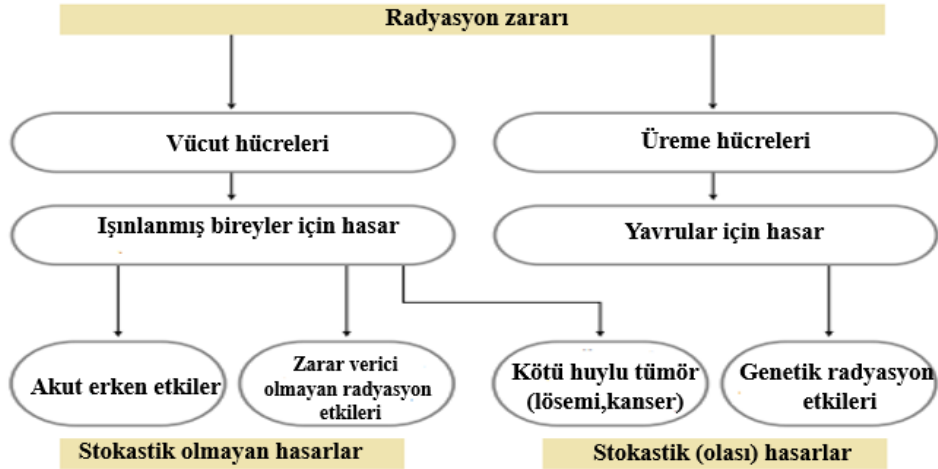 Radyasyon zararı
Vücut hücreleri
Üreme hücreleri
Işınlanmış bireyler için hasar
Yavrular için hasar
Akut erken etkiler
Zarar verici
olmayan radyasyon
etkileri
Kötü huylu tümör
(lösemi,kanser)
Genetik radyasyon
etkileri
Stokastik olmayan hasarlar
Stokastik (olası) hasarlar